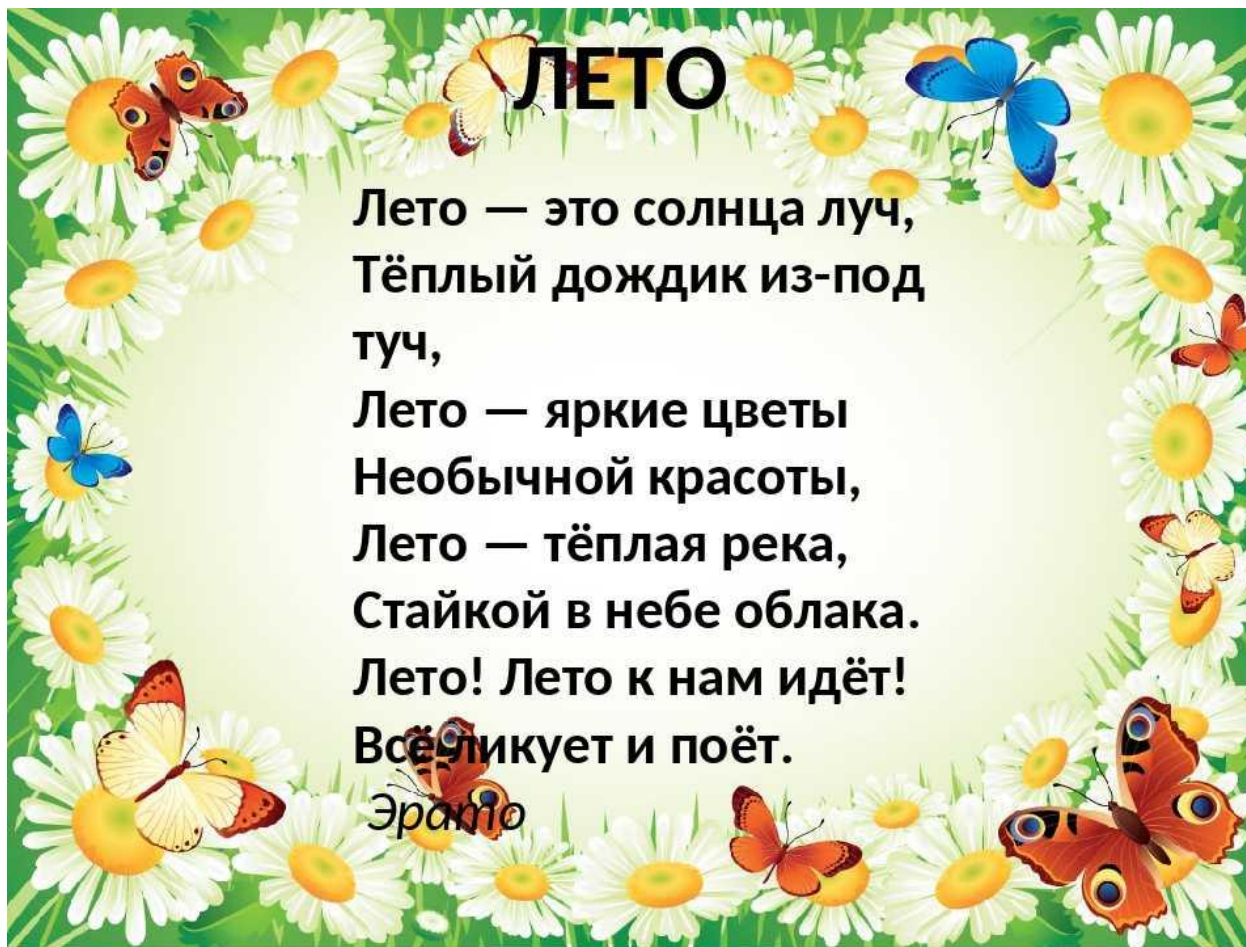 ЛЕТО
Лето — это солнца луч,
Тёплый дождик из-под
туч,
Лето — яркие цветы
Необычной красоты,
Лето — тёплая река,
Стайкой в небе облака.
Лето! Лето к нам идёт!
Всё ликует и поёт.
Эрато